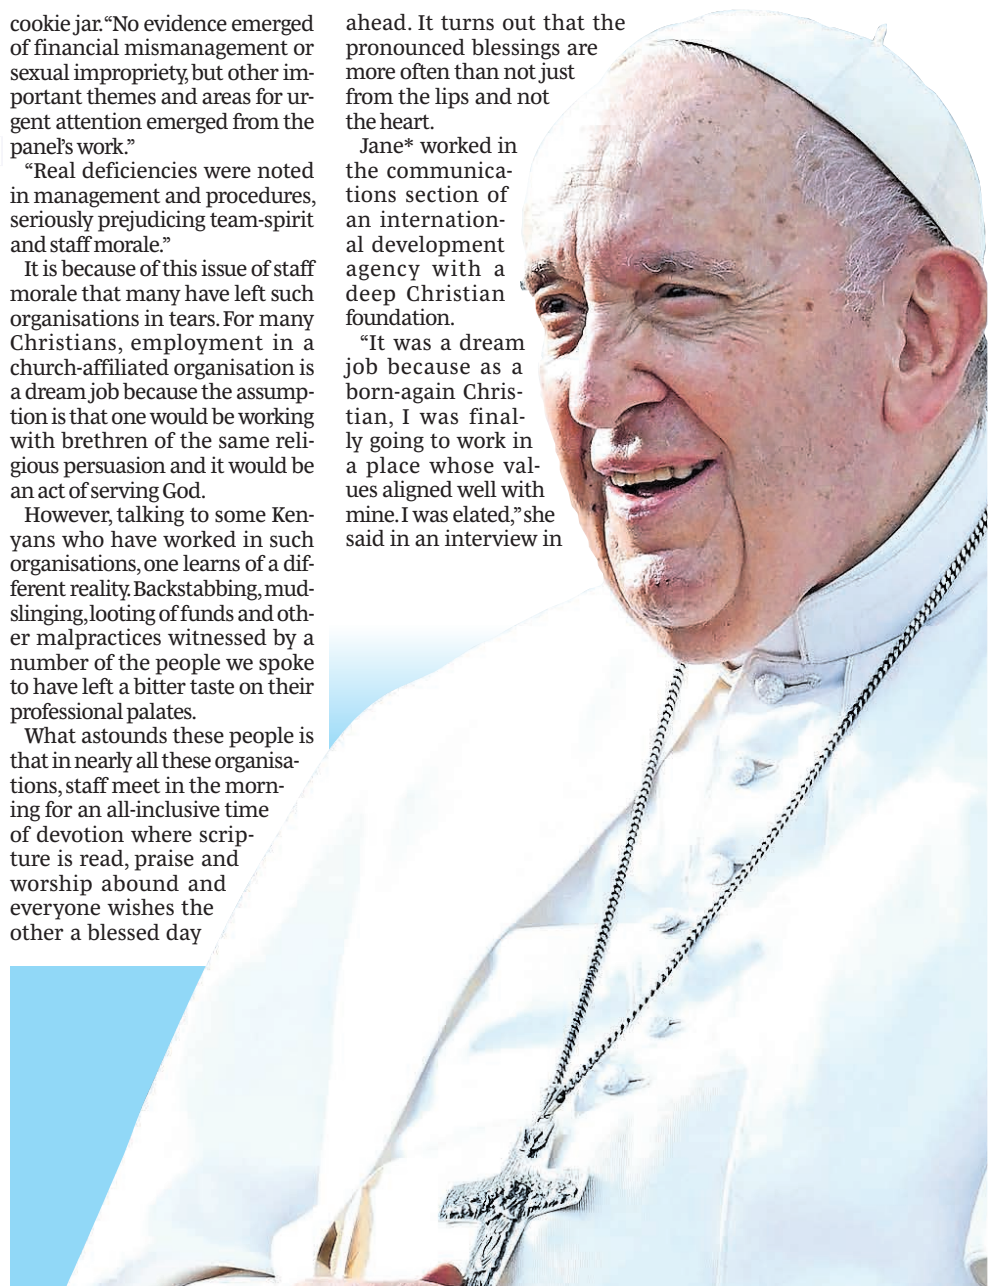 cookie jar. “No evidence emerged
of financial mismanagement or
sexual impropriety, but other im-
portant themes and areas for ur-
gent attention emerged from the
panel’s work.”
“Real deficiencies were noted
in management and procedures,
seriously prejudicing team-spirit
and staff morale.”
It is because of this issue of staff
morale that many have left such
organisations in tears. For many
Christians, employment in a
church-affiliated organisation is
a dream job because the assump-
tion is that one would be working
with brethren of the same reli-
gious persuasion and it would be
an act of serving God.
However, talking to some Ken-
yans who have worked in such
organisations, one learns of a dif-
ferent reality. Backstabbing, mud-
slinging, looting of funds and oth-
er malpractices witnessed by a
number of the people we spoke
to have left a bitter taste on their
professional palates.
What astounds these people is
that in nearly all these organisa-
tions, staff meet in the morn-
ing for an all-inclusive time
of devotion where scrip-
ture is read, praise and
worship abound and
everyone wishes the
other a blessed day
ahead. It turns out that the
pronounced blessings are
more often than not just
from the lips and not
the heart.
Jane* worked in
the communica-
tions section of
an internation-
al development
agency with a
deep Christian
foundation.
“It was a dream
job because as a
born-again Chris-
tian, I was final-
ly going to work in
a place whose val-
ues aligned well with
mine. I was elated,” she
said in an interview in